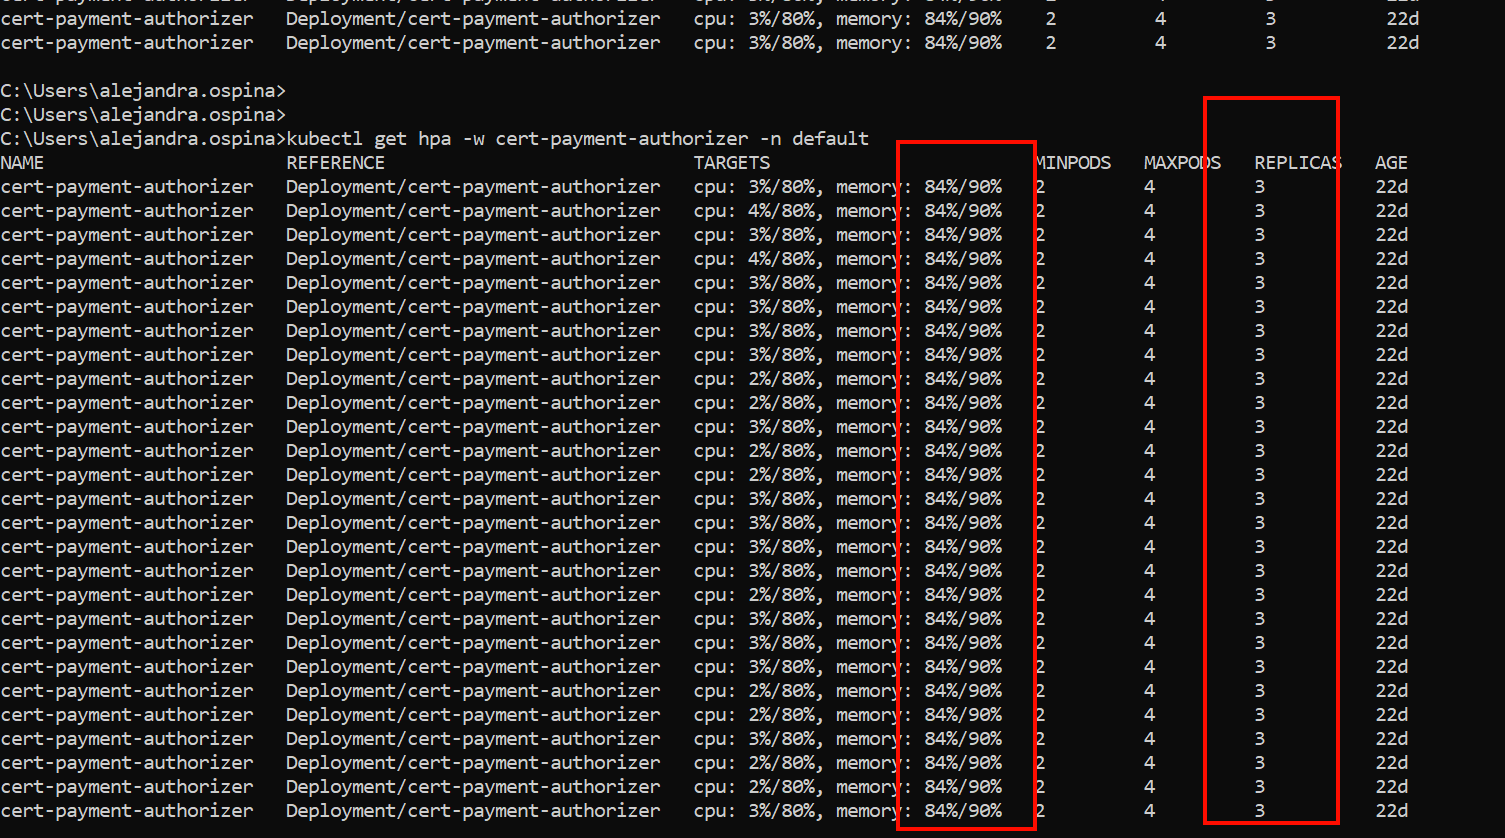 cert-payment-authorizer Deployment/cert-payment-authorizer cpu: 3%/80%, memory: 84%/90% 2 4 3 22d
cert-payment-authorizer Deployment/cert-payment-authorizer cpu: 3%/80%, memory: 84%/90% 2 4 3 22d
C:\Users\alejandra.ospina>
C:\Users\alejandra.ospina>
C:\Users\alejandra.ospina>kubectl get hpa -w cert-payment-authorizer -n default
NAME REFERENCE TARGETS MINPODS MAXPODS REPLICAS AGE
cert-payment-authorizer Deployment/cert-payment-authorizer cpu: 3%/80%, memory: 84%/90% 2 4 3 22d
cert-payment-authorizer Deployment/cert-payment-authorizer cpu: 4%/80%, memory: 84%/90% 2 4 3 22d
cert-payment-authorizer Deployment/cert-payment-authorizer cpu: 3%/80%, memory: 84%/90% 2 4 3 22d
cert-payment-authorizer Deployment/cert-payment-authorizer cpu: 4%/80%, memory: 84%/90% 2 4 3 22d
cert-payment-authorizer Deployment/cert-payment-authorizer cpu: 3%/80%, memory: 84%/90% 2 4 3 22d
cert-payment-authorizer Deployment/cert-payment-authorizer cpu: 3%/80%, memory: 84%/90% 2 4 3 22d
cert-payment-authorizer Deployment/cert-payment-authorizer cpu: 3%/80%, memory: 84%/90% 2 4 3 22d
cert-payment-authorizer Deployment/cert-payment-authorizer cpu: 3%/80%, memory: 84%/90% 2 4 3 22d
cert-payment-authorizer Deployment/cert-payment-authorizer cpu: 2%/80%, memory: 84%/90% 2 4 3 22d
cert-payment-authorizer Deployment/cert-payment-authorizer cpu: 2%/80%, memory: 84%/90% 2 4 3 22d
cert-payment-authorizer Deployment/cert-payment-authorizer cpu: 3%/80%, memory: 84%/90% 2 4 3 22d
cert-payment-authorizer Deployment/cert-payment-authorizer cpu: 2%/80%, memory: 84%/90% 2 4 3 22d
cert-payment-authorizer Deployment/cert-payment-authorizer cpu: 2%/80%, memory: 84%/90% 2 4 3 22d
cert-payment-authorizer Deployment/cert-payment-authorizer cpu: 3%/80%, memory: 84%/90% 2 4 3 22d
cert-payment-authorizer Deployment/cert-payment-authorizer cpu: 3%/80%, memory: 84%/90% 2 4 3 22d
cert-payment-authorizer Deployment/cert-payment-authorizer cpu: 3%/80%, memory: 84%/90% 2 4 3 22d
cert-payment-authorizer Deployment/cert-payment-authorizer cpu: 3%/80%, memory: 84%/90% 2 4 3 22d
cert-payment-authorizer Deployment/cert-payment-authorizer cpu: 2%/80%, memory: 84%/90% 2 4 3 22d
cert-payment-authorizer Deployment/cert-payment-authorizer cpu: 3%/80%, memory: 84%/90% 2 4 3 22d
cert-payment-authorizer Deployment/cert-payment-authorizer cpu: 3%/80%, memory: 84%/90% 2 4 3 22d
cert-payment-authorizer Deployment/cert-payment-authorizer cpu: 3%/80%, memory: 84%/90% 2 4 3 22d
cert-payment-authorizer Deployment/cert-payment-authorizer cpu: 2%/80%, memory: 84%/90% 2 4 3 22d
cert-payment-authorizer Deployment/cert-payment-authorizer cpu: 2%/80%, memory: 84%/90% 2 4 3 22d
cert-payment-authorizer Deployment/cert-payment-authorizer cpu: 3%/80%, memory: 84%/90% 2 4 3 22d
cert-payment-authorizer Deployment/cert-payment-authorizer cpu: 2%/80%, memory: 84%/90% 2 4 3 22d
cert-payment-authorizer Deployment/cert-payment-authorizer cpu: 2%/80%, memory: 84%/90% 2 4 3 22d
cert-payment-authorizer Deployment/cert-payment-authorizer cpu: 3%/80%, memory: 84%/90% 2 4 3 22d